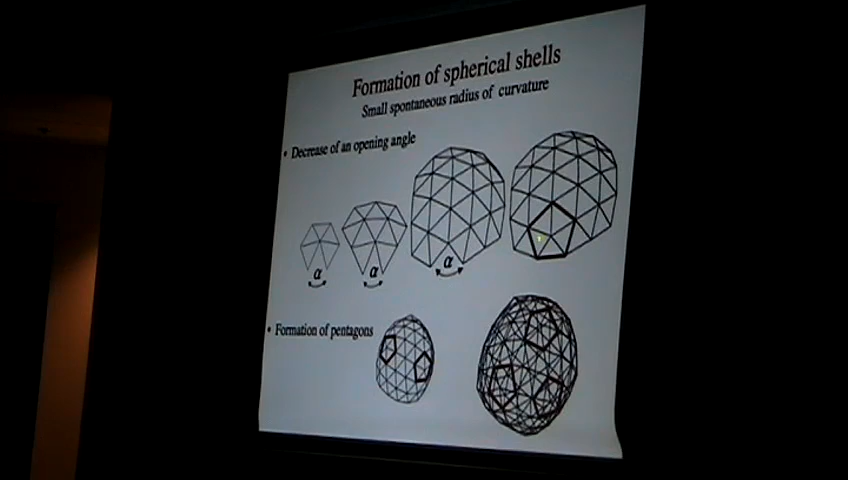 Formation of spherical shells
Small spontaneous radius of curvature
• Decrease of an opening angle
α
α
α
• Formation of pentagons